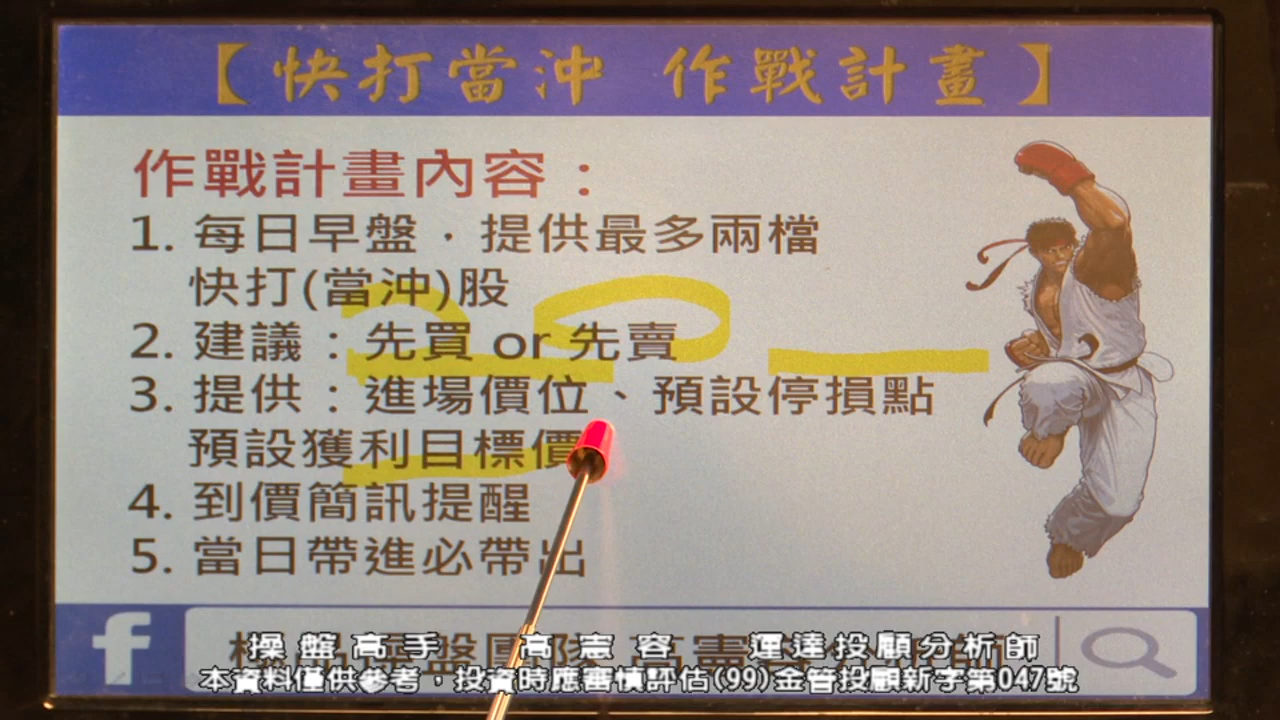 【快打當沖 作戰計畫】
作戰計畫內容：
1. 每日早盤，提供最多兩檔
快打(當沖)股
2. 建議：先買 or 先賣
3. 提供：進場價位、預設停損點
預設獲利目標價
4. 到價簡訊提醒
5. 當日帶進必帶出
f
操盤高手 高憲容 運達投顧分析師
本資料僅供參考，投資時應審慎評估(99)金管投顧新字第047號